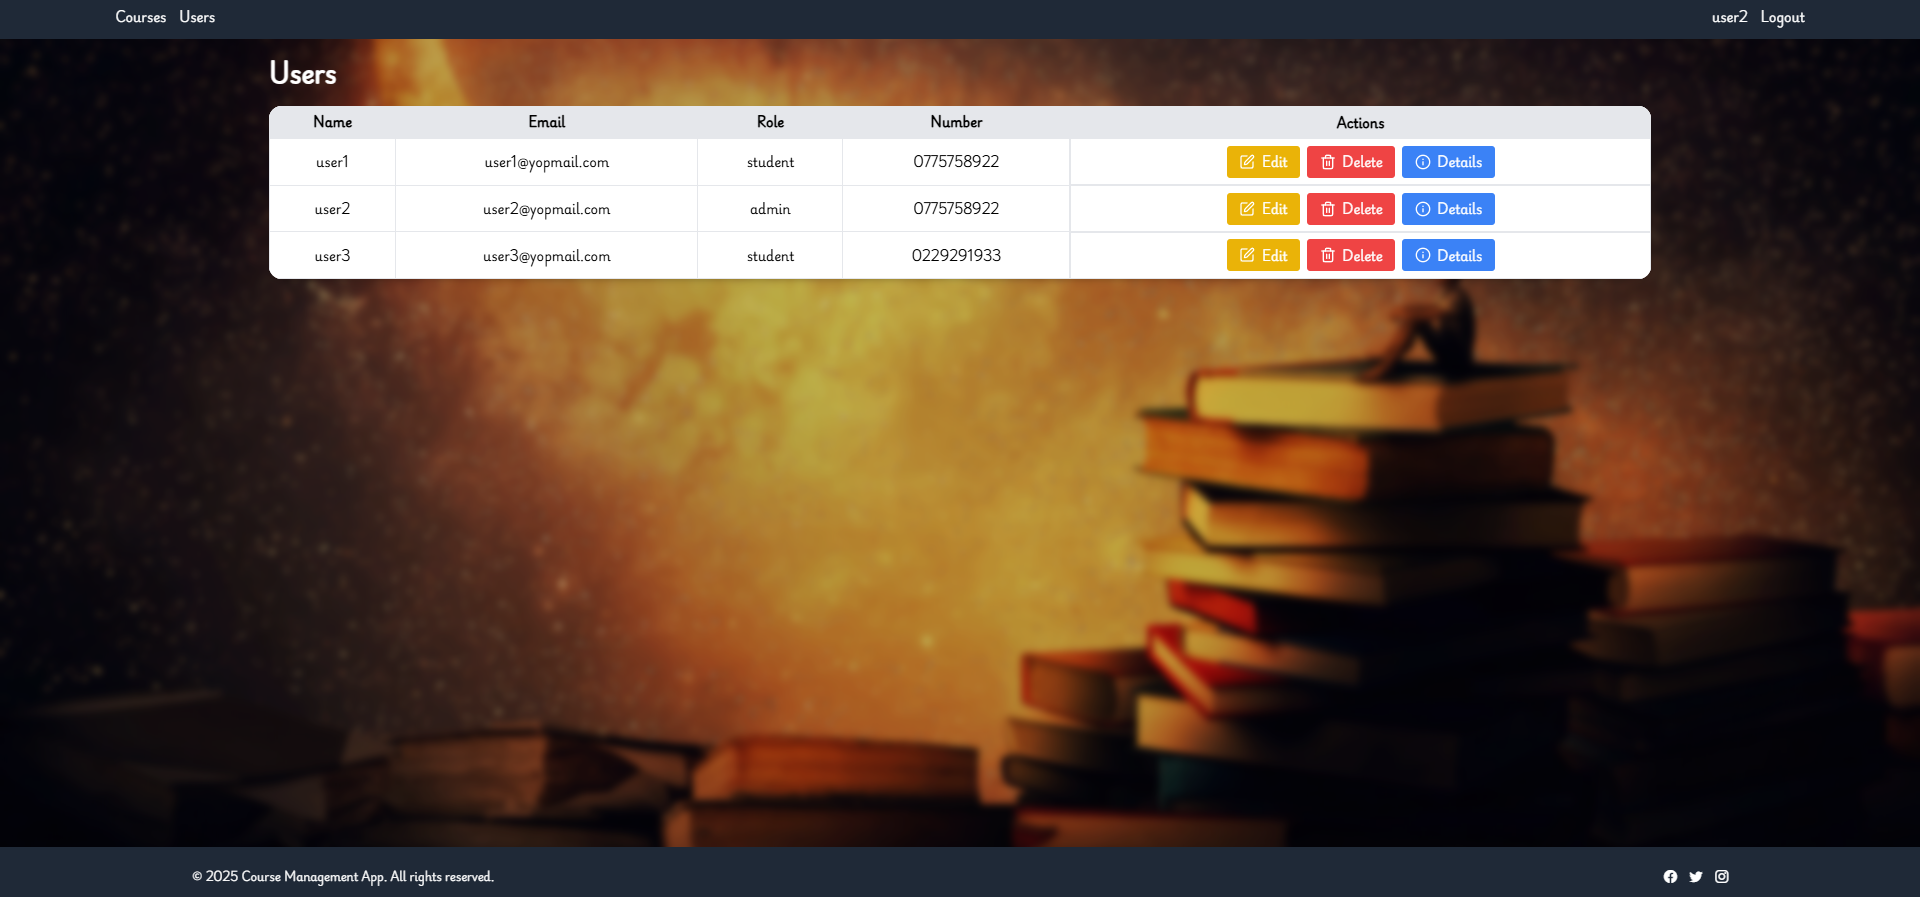 Courses Users user2 Logout
Users
Name Email Role Number Actions
user1 user1@yopmail.com student 0775758922 Edit Delete Details
user2 user2@yopmail.com admin 0775758922 Edit Delete Details
user3 user3@yopmail.com student 0229291933 Edit Delete Details
© 2025 Course Management App. All rights reserved.